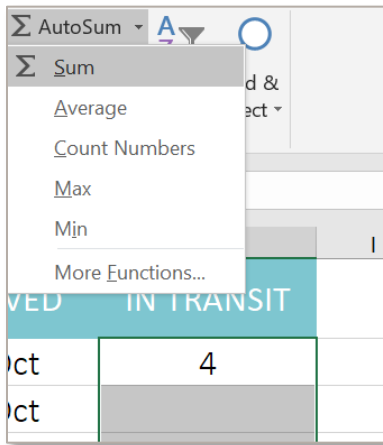 Σ AutoSum
Σ Sum
d &
Average
ect
Count Numbers
Max
Min
I
More Functions...
VED IN TRANSIT
Oct 4
Oct